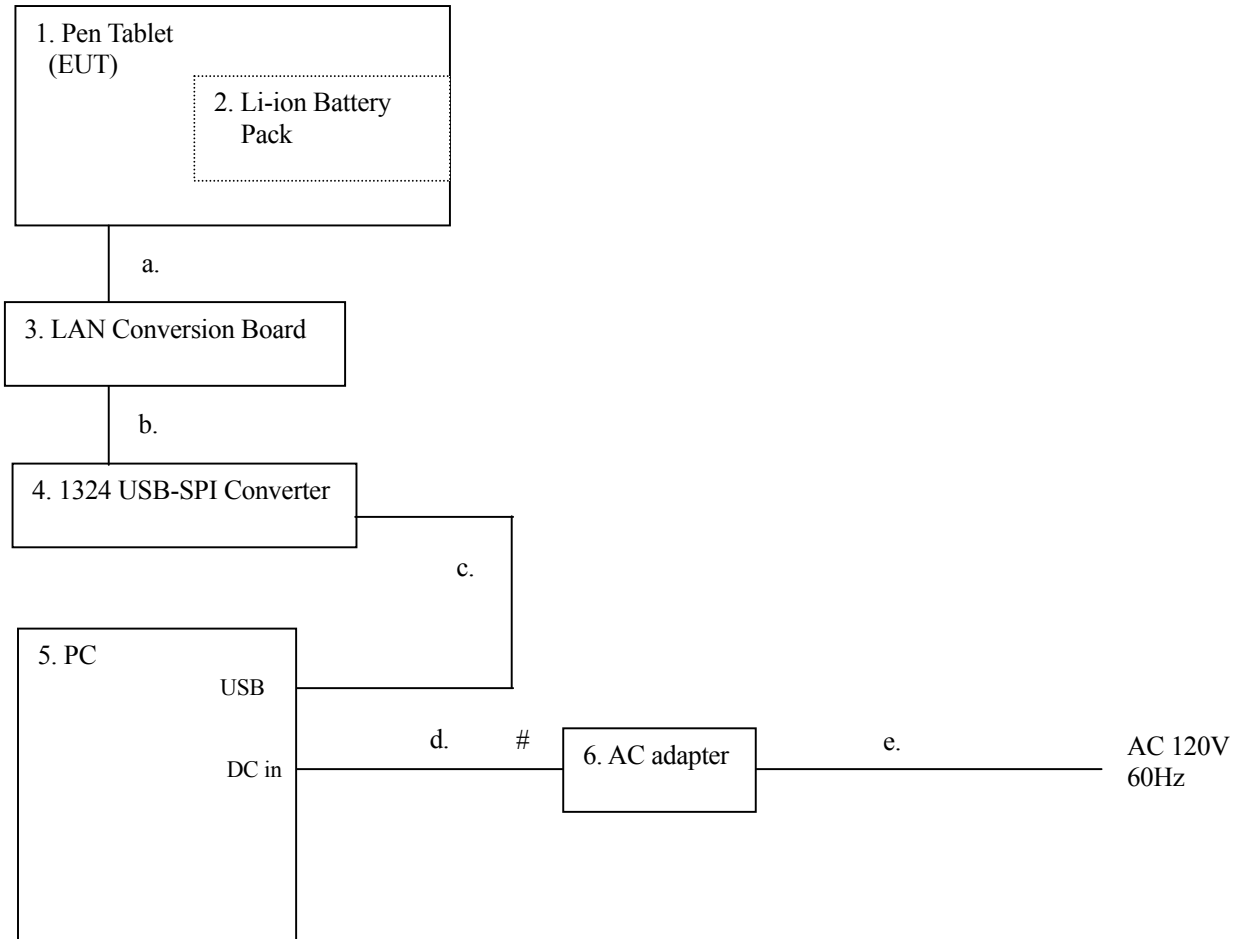 1. Pen Tablet
(EUT)
2. Li-ion Battery
Pack
a.
3. LAN Conversion Board
b.
4. 1324 USB-SPI Converter
c.
5. PC
USB
d. #
6. AC adapter
e.
AC 120V
60Hz
DC in